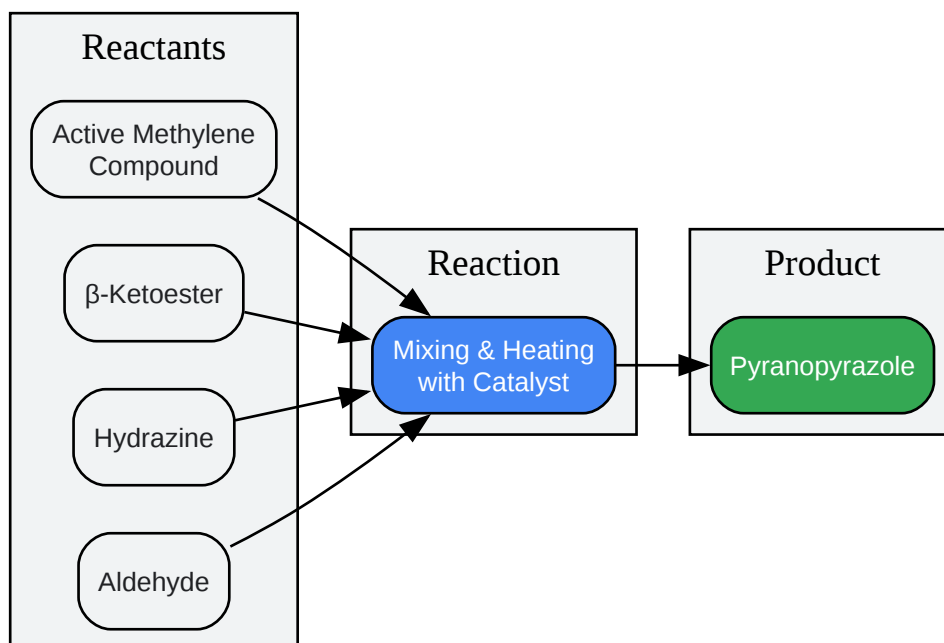 Reactants
Active Methylene
Compound
β-Ketoester
Hydrazine
Aldehyde
Reaction
Mixing & Heating
with Catalyst
Product
Pyranopyrazole